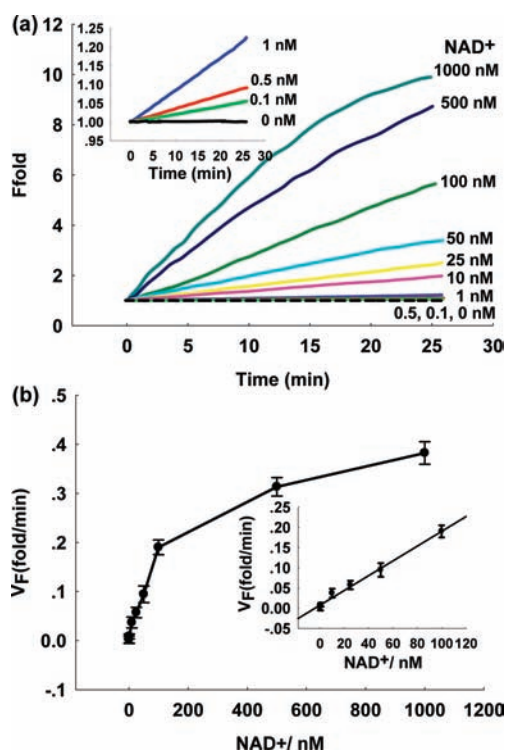 (a)
Ffold
12
10
8
6
4
2
0
1.25
1.20
1.15
1.10
1.05
1.00
.95
1 nM
0.5 nM
0.1 nM
0 nM
0 5 10 15 20 25 30
Time (min)
NAD+
1000 nM
500 nM
100 nM
50 nM
25 nM
10 nM
1 nM
0.5, 0.1, 0 nM
0 5 10 15 20 25 30
Time (min)
(b)
VF(fold/min)
.5
.4
.3
.2
.1
0.0
-.1
VF(fold/min)
.20
.15
.10
.05
0.00
-.05
0 20 40 60 80 100 120
NAD+/ nM
0 200 400 600 800 1000 1200
NAD+/ nM